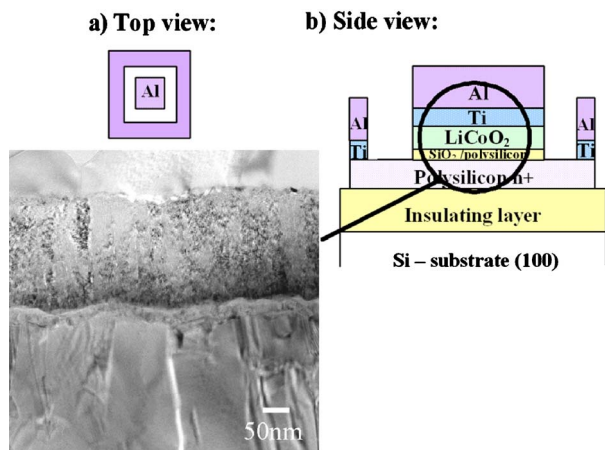 a) Top view:
b) Side view:
Al
Al
Al
Al
Ti
Ti
Ti
LiCoO₂
SiO₂/polysilicon
Polysilicon n+
Insulating layer
Si – substrate (100)
50nm